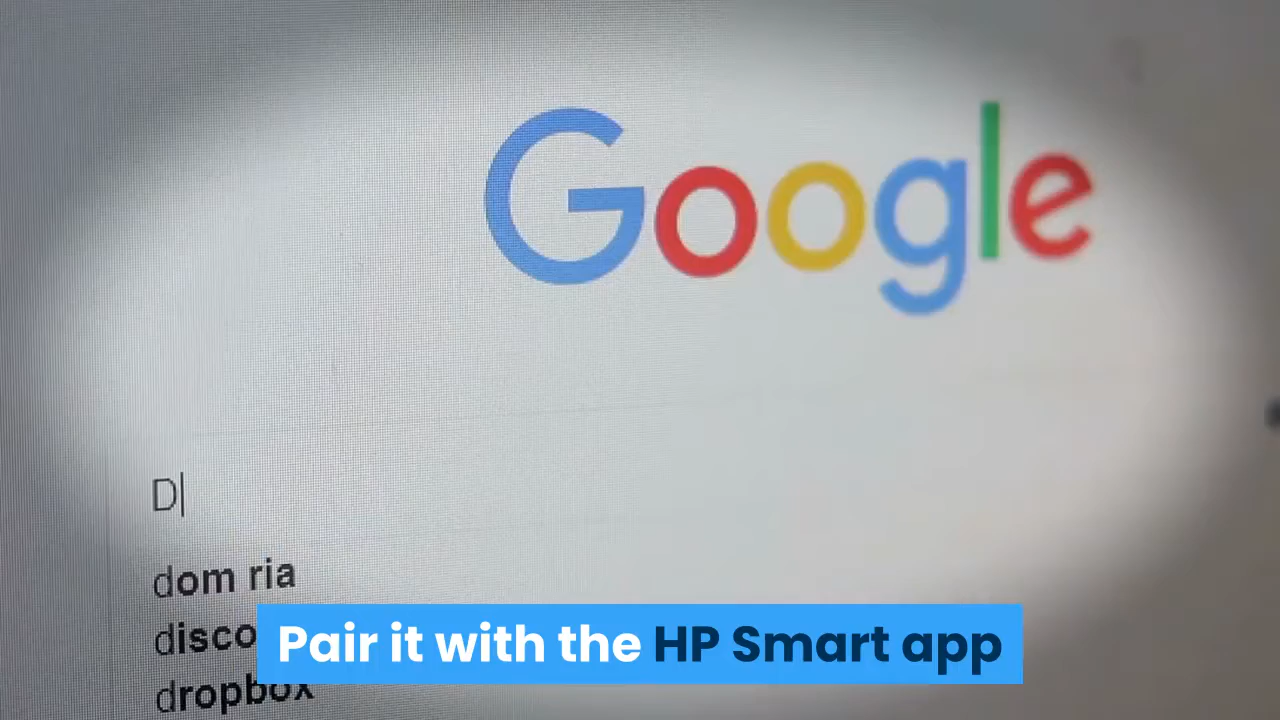 Google
D
dom ria
disco
dropbox
Pair it with the HP Smart app